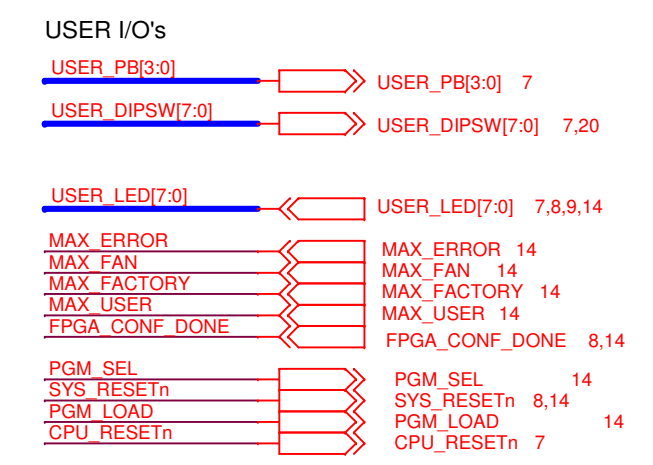 USER I/O's
USER_PB[3:0] USER_PB[3:0] 7
USER_DIPSW[7:0] USER_DIPSW[7:0] 7,20
USER_LED[7:0] USER_LED[7:0] 7,8,9,14
MAX_ERROR MAX_ERROR 14
MAX_FAN MAX_FAN 14
MAX_FACTORY MAX_FACTORY 14
MAX_USER MAX_USER 14
FPGA_CONF_DONE FPGA_CONF_DONE 8,14
PGM_SEL PGM_SEL 14
SYS_RESETn SYS_RESETn 8,14
PGM_LOAD PGM_LOAD 14
CPU_RESETn CPU_RESETn 7